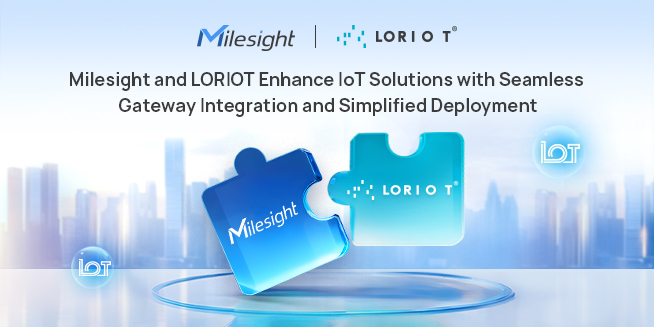 Milesight | LORIOT®
Milesight and LORIOT Enhance IoT Solutions with Seamless
Gateway Integration and Simplified Deployment
IOT
LORIOT®
Milesight
IOT